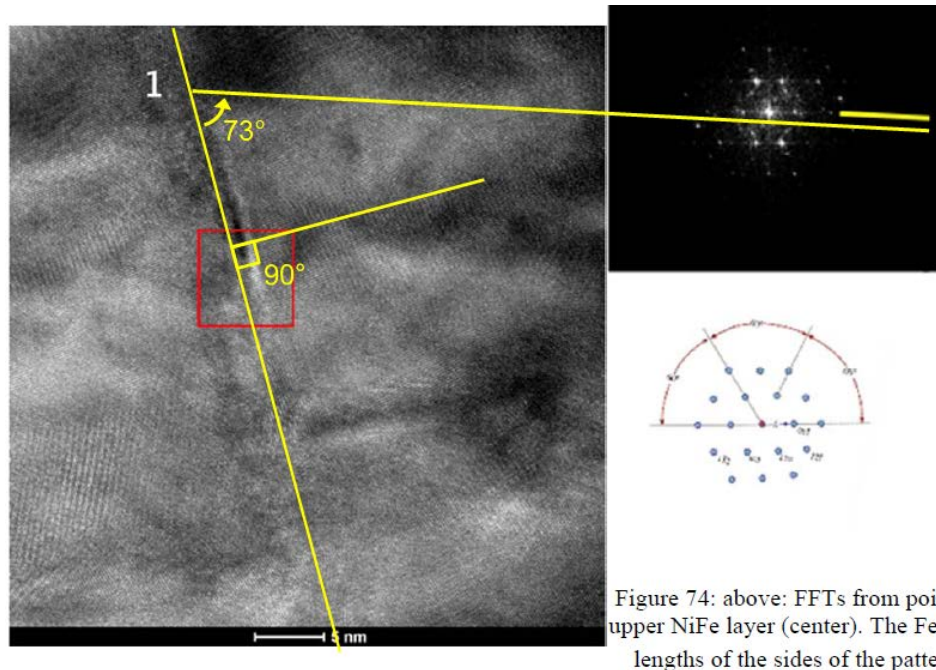 1
73°
90°
5 nm
Figure 74: above: FFTs from poi
upper NiFe layer (center). The Fe
lengths of the sides of the patte